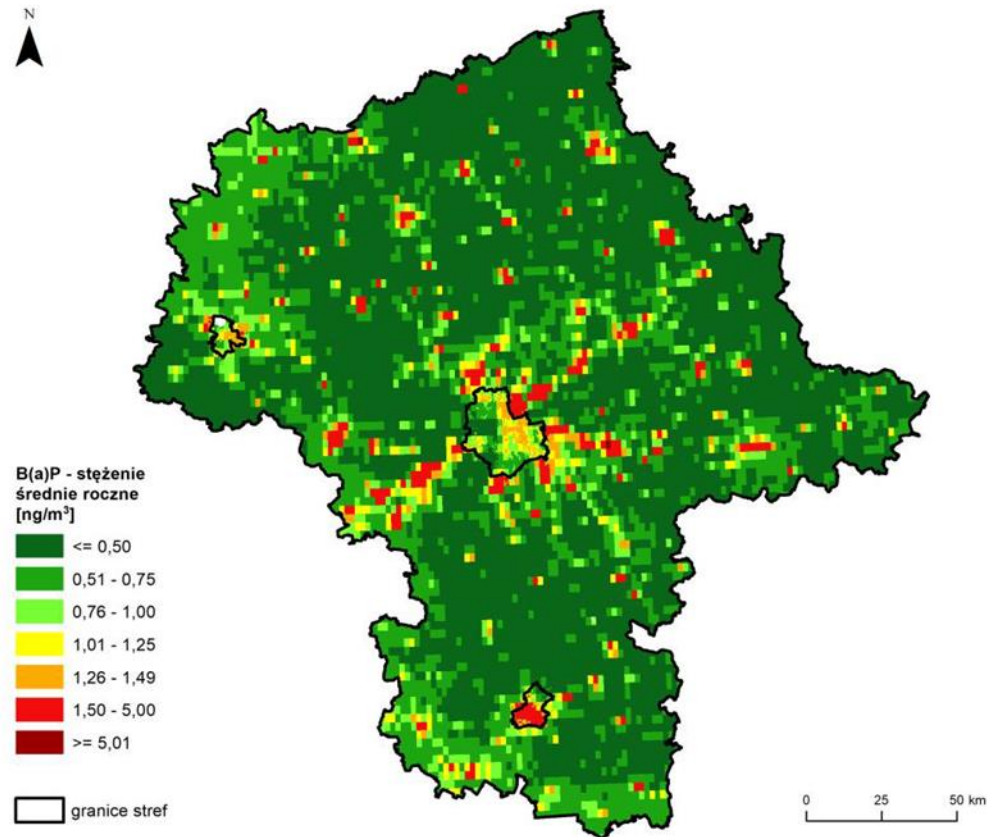 N
B(a)P - stężenie
średnie roczne
[ng/m³]
<= 0,50
0,51 - 0,75
0,76 - 1,00
1,01 - 1,25
1,26 - 1,49
1,50 - 5,00
>= 5,01
granice stref
0 25 50 km